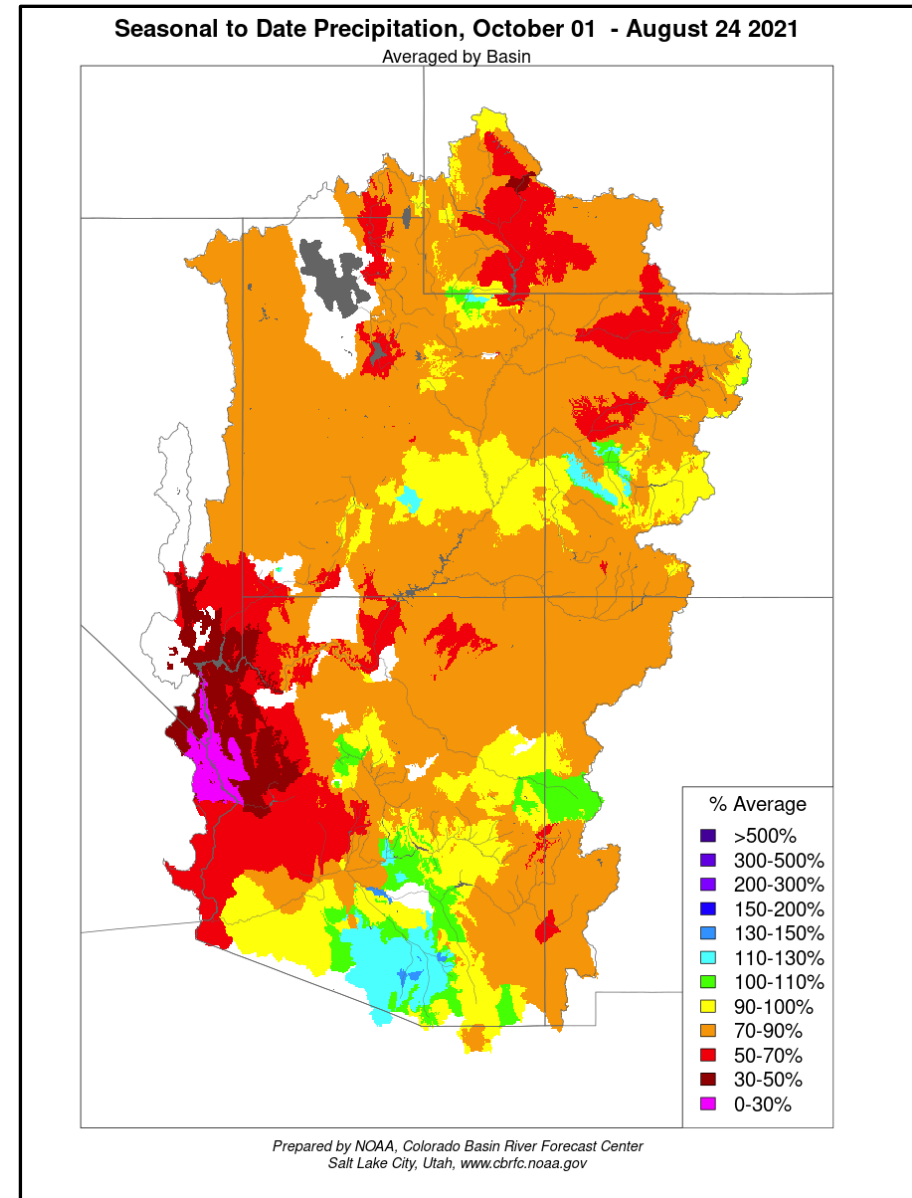 Seasonal to Date Precipitation, October 01  - August 24 2021
Averaged by Basin
% Average
>500%
300-500%
200-300%
150-200%
130-150%
110-130%
100-110%
90-100%
70-90%
50-70%
30-50%
0-30%
Prepared by NOAA, Colorado Basin River Forecast Center
Salt Lake City, Utah, www.cbrfc.noaa.gov